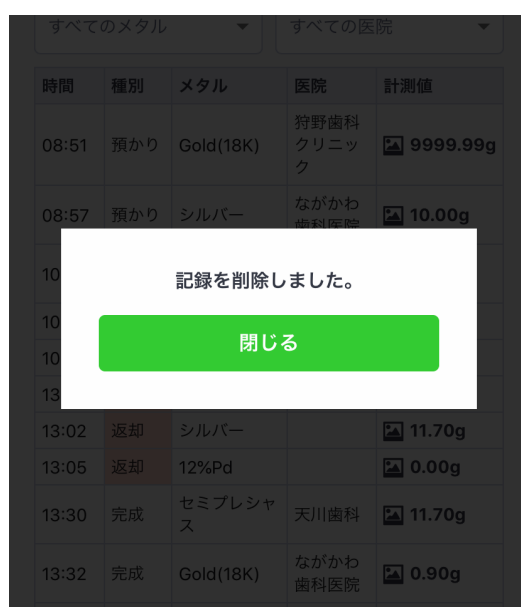 すべてのメタル すべての医院
時間 種別 メタル 医院 計測値
狩野歯科
08:51 預かり Gold(18K) クリニッ 9999.99g
ク
ながかわ
08:57 預かり シルバー 歯科医院 10.00g
10
記録を削除しました。
10
閉じる
10
13
13:02 返却 シルバー 11.70g
13:05 返却 12%Pd 0.00g
セミプレシャ
13:30 完成 ス 天川歯科 11.70g
ながかわ
13:32 完成 Gold(18K) 歯科医院 0.90g